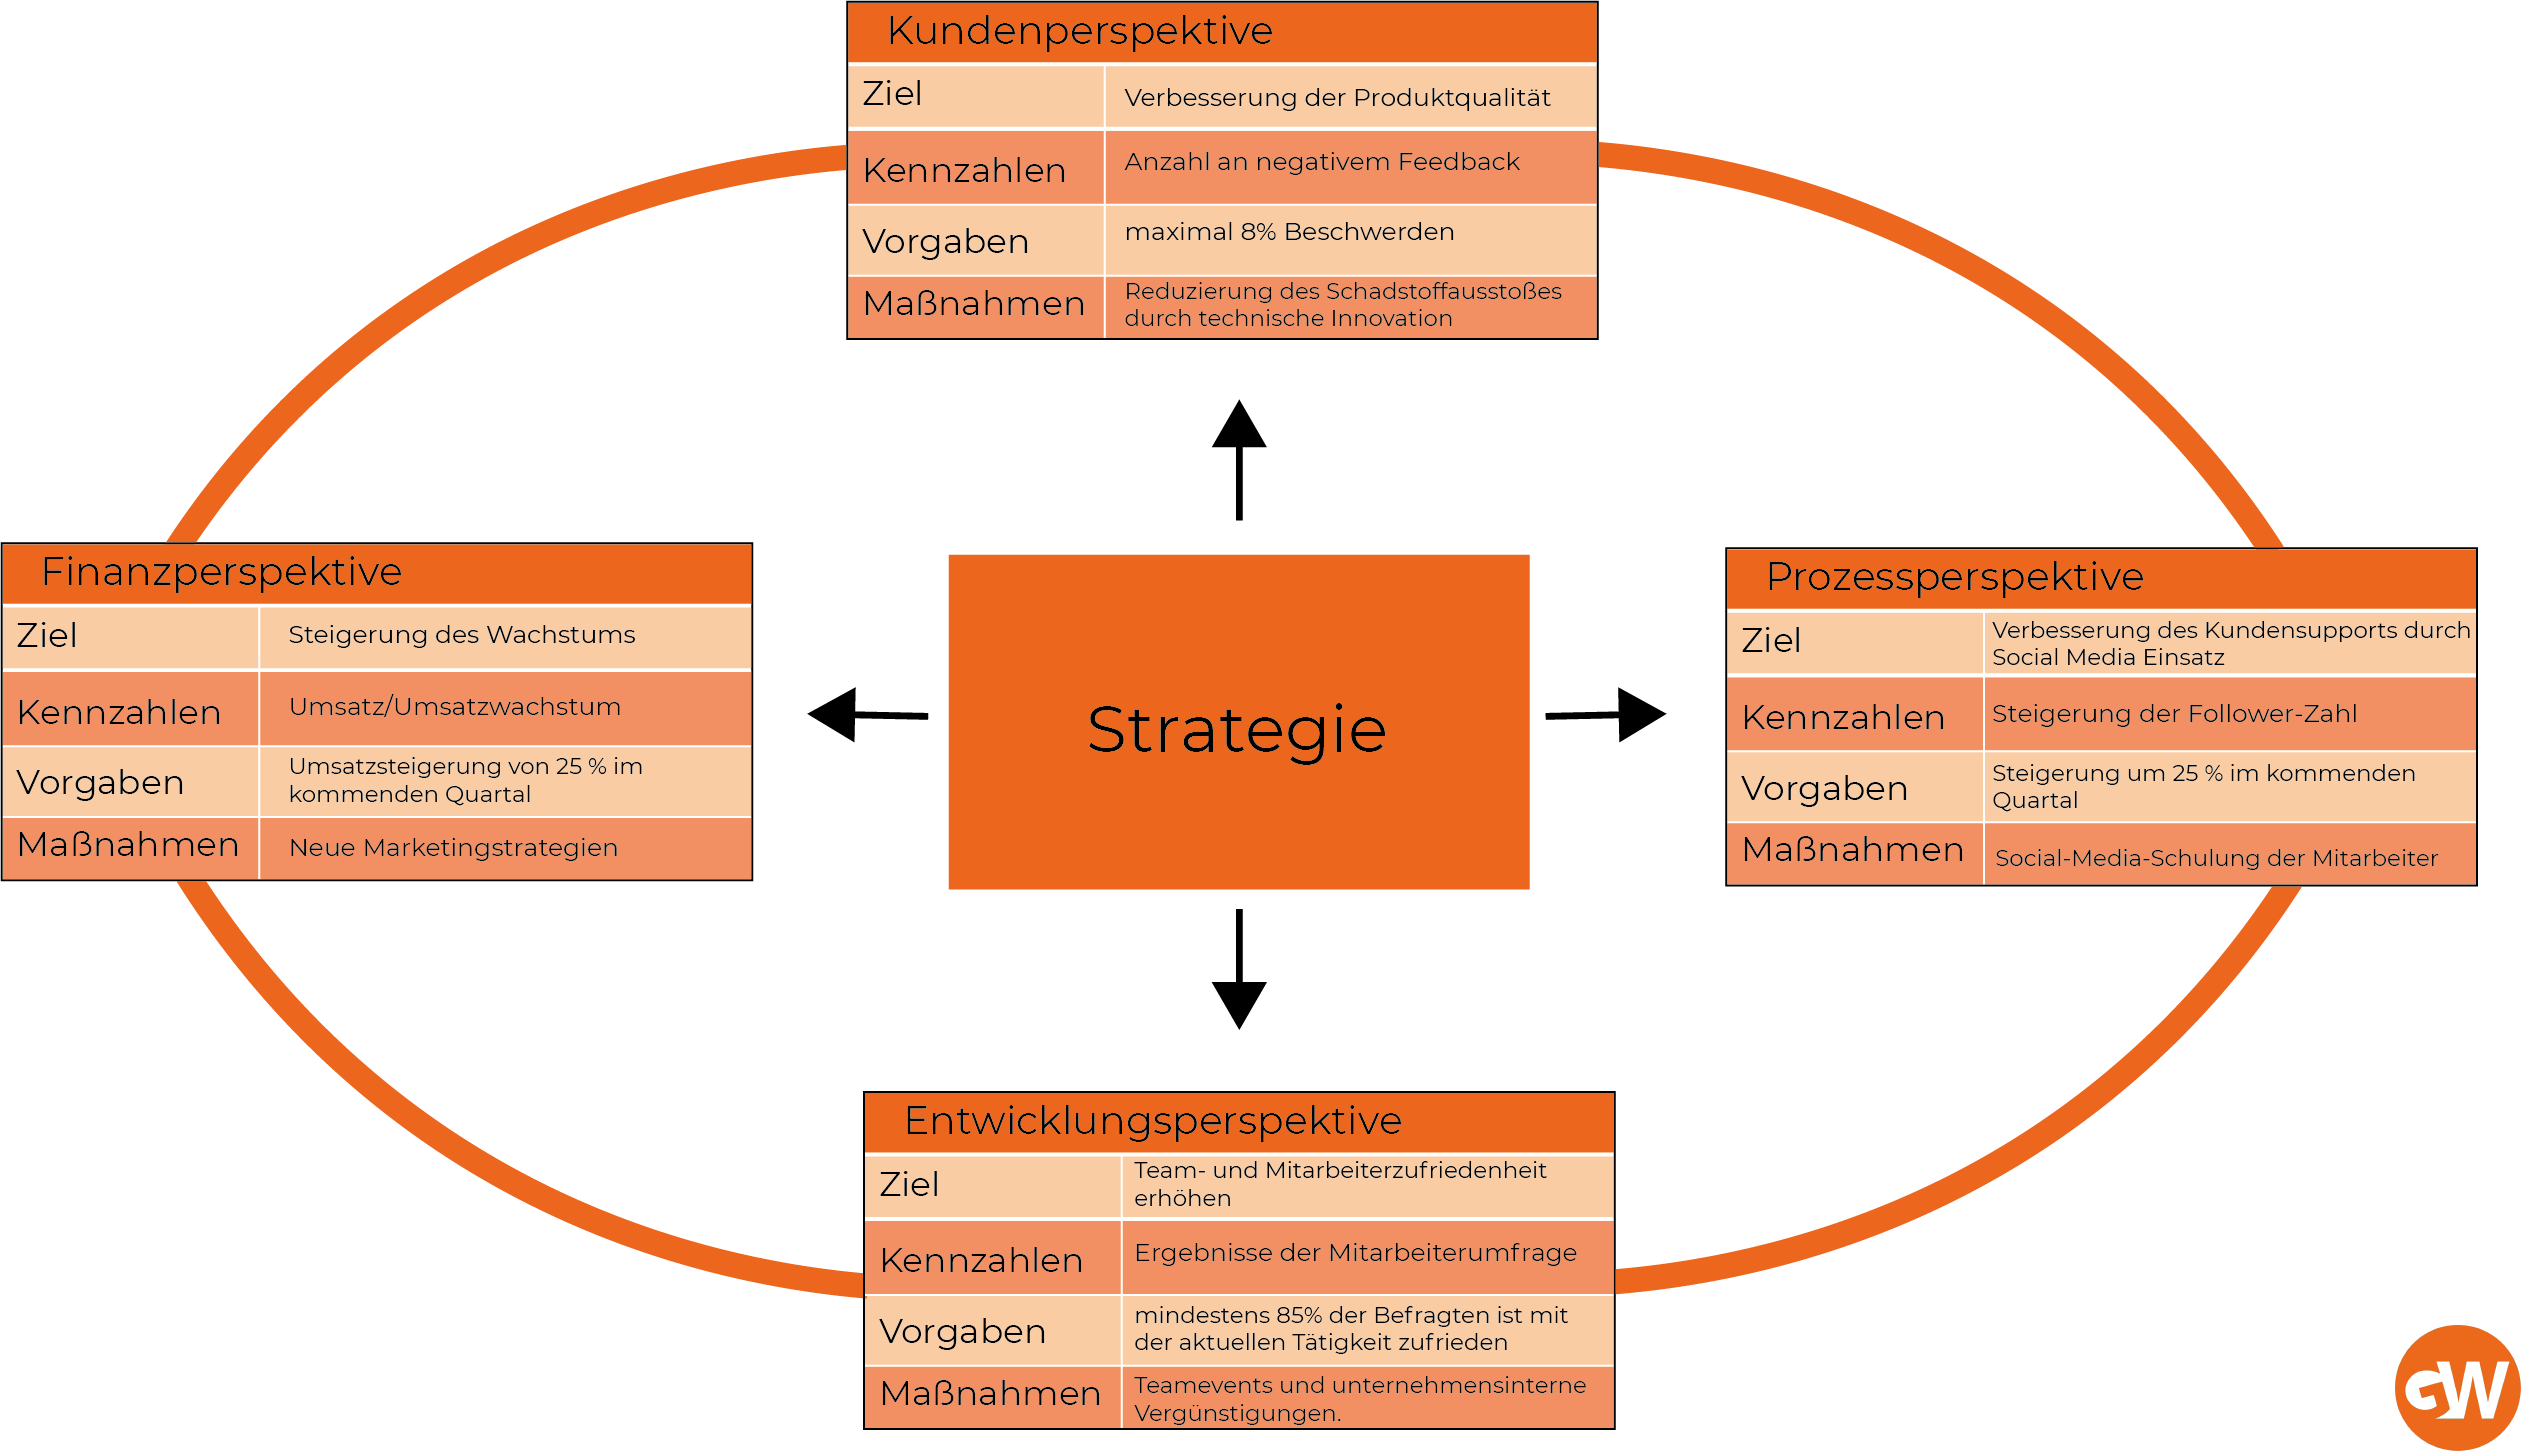 Kundenperspektive
Ziel
Verbesserung der Produktqualität
Kennzahlen
Anzahl an negativem Feedback
Vorgaben
maximal 8% Beschwerden
Maßnahmen
Reduzierung des Schadstoffausstoßes
durch technische Innovation
Finanzperspektive
Ziel
Steigerung des Wachstums
Kennzahlen
Umsatz/Umsatzwachstum
Vorgaben
Umsatzsteigerung von 25 % im
kommenden Quartal
Maßnahmen
Neue Marketingstrategien
Strategie
Prozessperspektive
Ziel
Verbesserung des Kundensupports durch
Social Media Einsatz
Kennzahlen
Steigerung der Follower-Zahl
Vorgaben
Steigerung um 25 % im kommenden
Quartal
Maßnahmen
Social-Media-Schulung der Mitarbeiter
Entwicklungsperspektive
Ziel
Team- und Mitarbeiterzufriedenheit
erhöhen
Kennzahlen
Ergebnisse der Mitarbeiterumfrage
Vorgaben
mindestens 85% der Befragten ist mit
der aktuellen Tätigkeit zufrieden
Maßnahmen
Teamevents und unternehmensinterne
Vergünstigungen.
GW